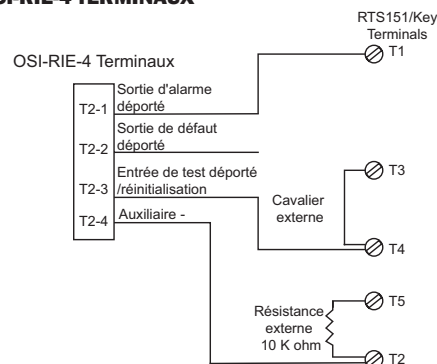 OSI-RIE-4 TERMINAUX
RTS151/Key
Terminals
T1
OSI-RIE-4 Terminaux
T2-1
Sortie d'alarme
déporté
T2-2
Sortie de défaut
déporté
T2-3
Entrée de test déporté
/réinitialisation
T2-4
Auxiliaire -
T3
Cavalier
externe
T4
T5
Résistance
externe
10 K ohm
T2